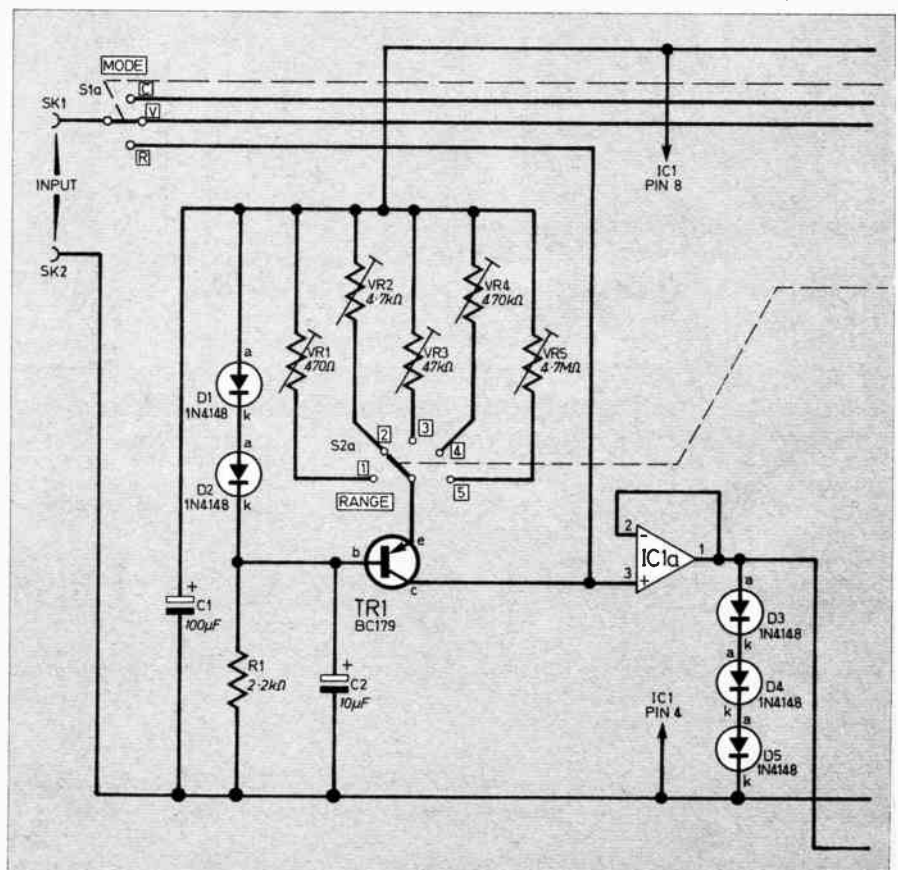 MODE
S1a
C
SK1
V
R
INPUT
IC1
PIN 8
SK2
VR2
4·7kΩ
VR4
470kΩ
VR1
470Ω
VR3
47kΩ
VR5
4·7MΩ
a
D1
1N4148
k
a
D2
1N4148
k
S2a
1
2
3
4
5
RANGE
b
e
c
TR1
BC179
2
-
IC1a
1
3
+
+
C1
100µF
R1
2·2kΩ
+
C2
10µF
IC1
PIN 4
a
D3
1N4148
k
a
D4
1N4148
k
a
D5
1N4148
k